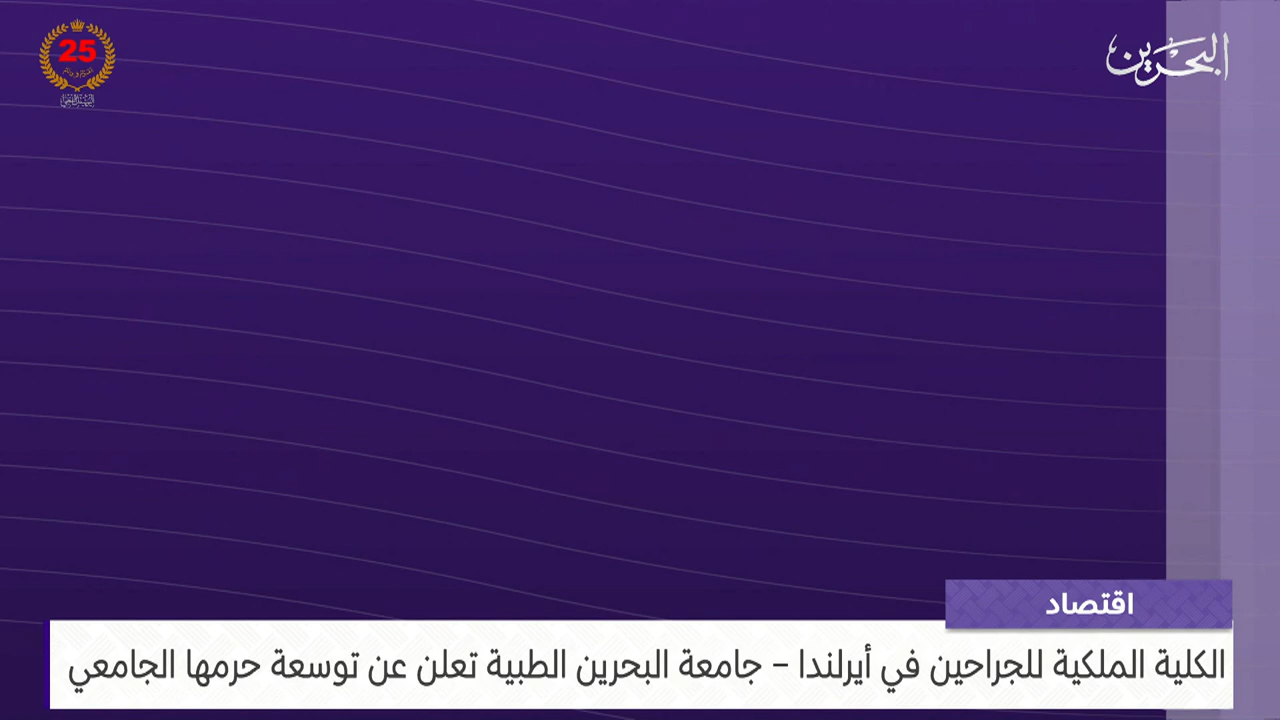 25
البحرين
اقتصاد
الكلية الملكية للجراحين في أيرلندا – جامعة البحرين الطبية تعلن عن توسعة حرمها الجامعي